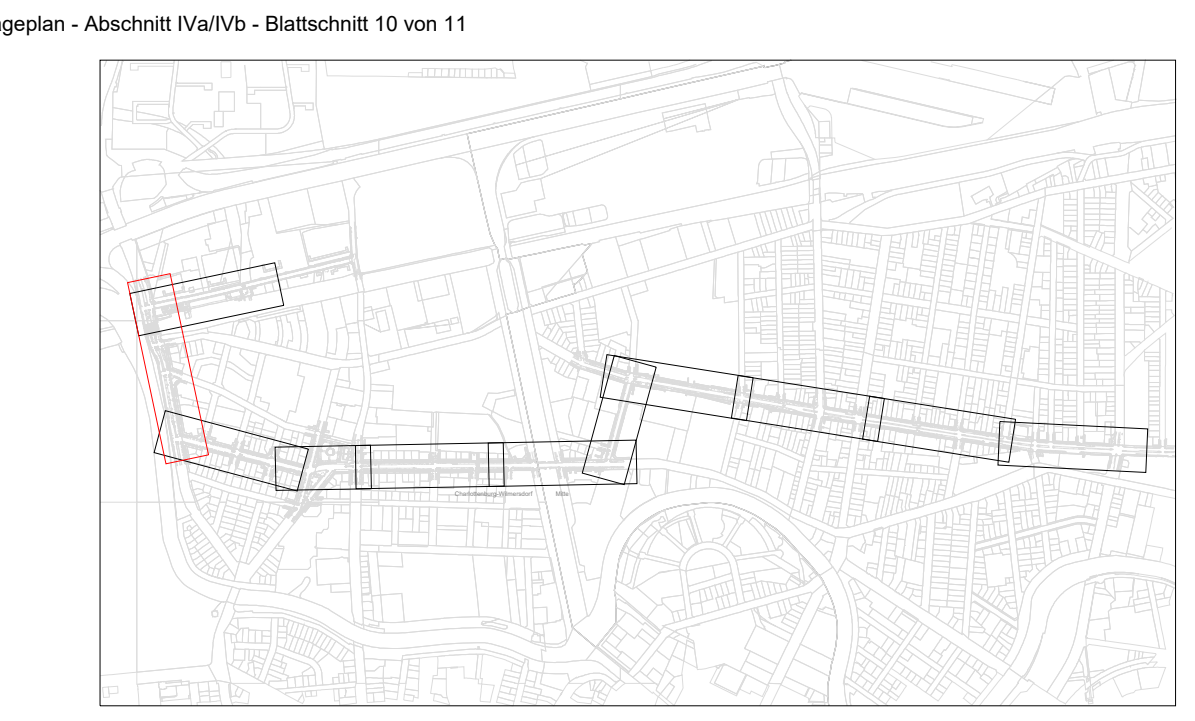 ageplan - Abschnitt IVa/IVb - Blattschnitt 10 von 11
Charlottenburg-Wilmersdorf Mitte